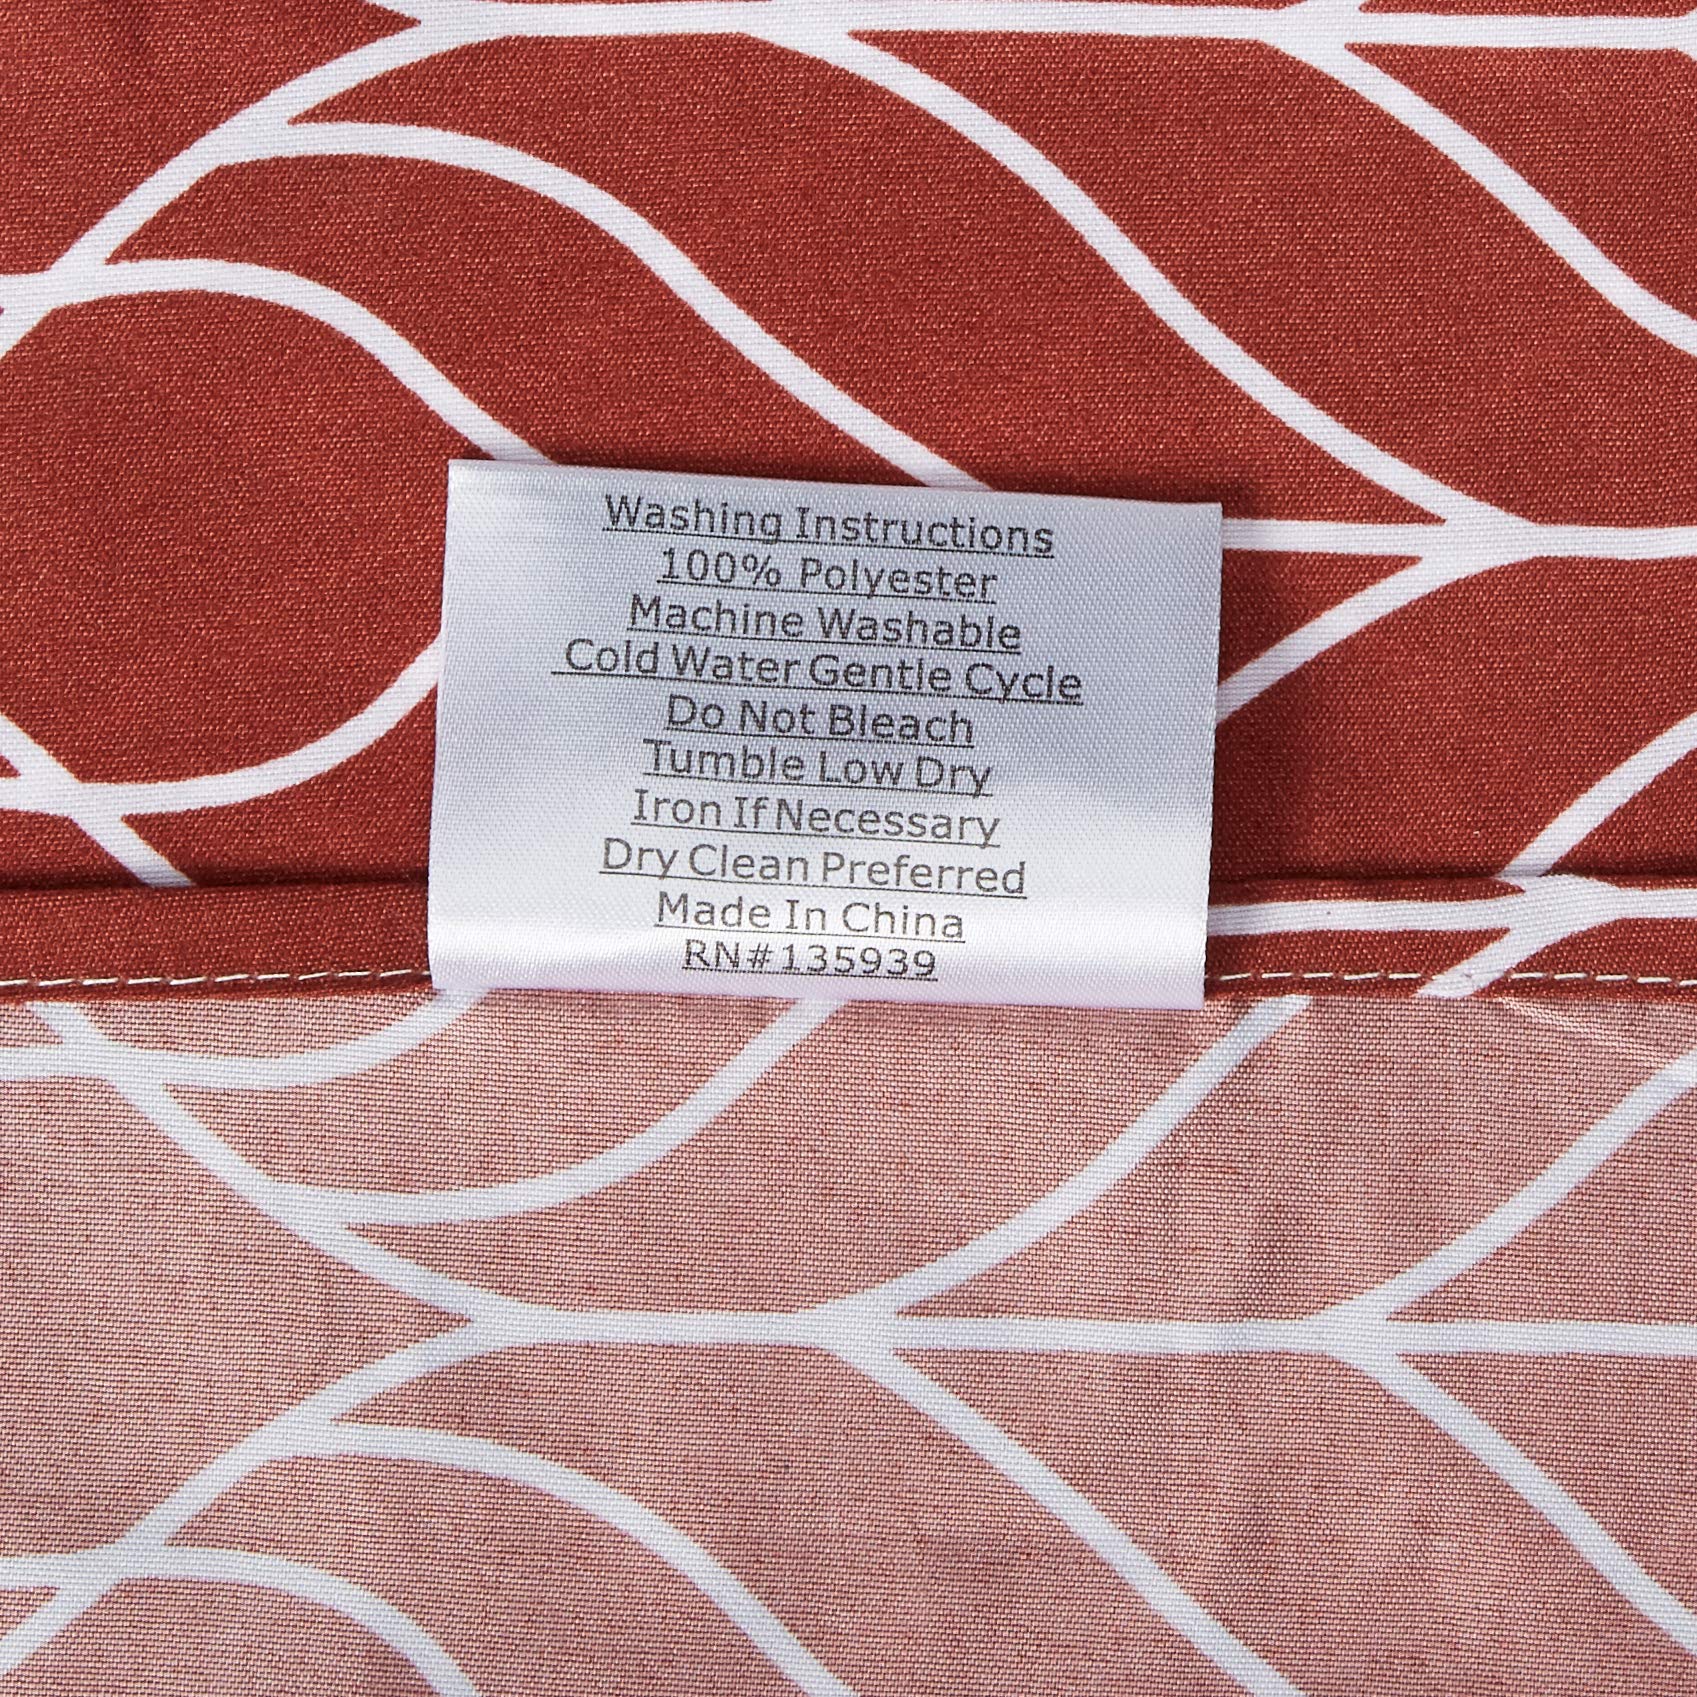 Washing Instructions
100% Polyester
Machine Washable
Cold Water Gentle Cycle
Do Not Bleach
Tumble Low Dry
Iron If Necessary
Dry Clean Preferred
Made In China
RN#135939